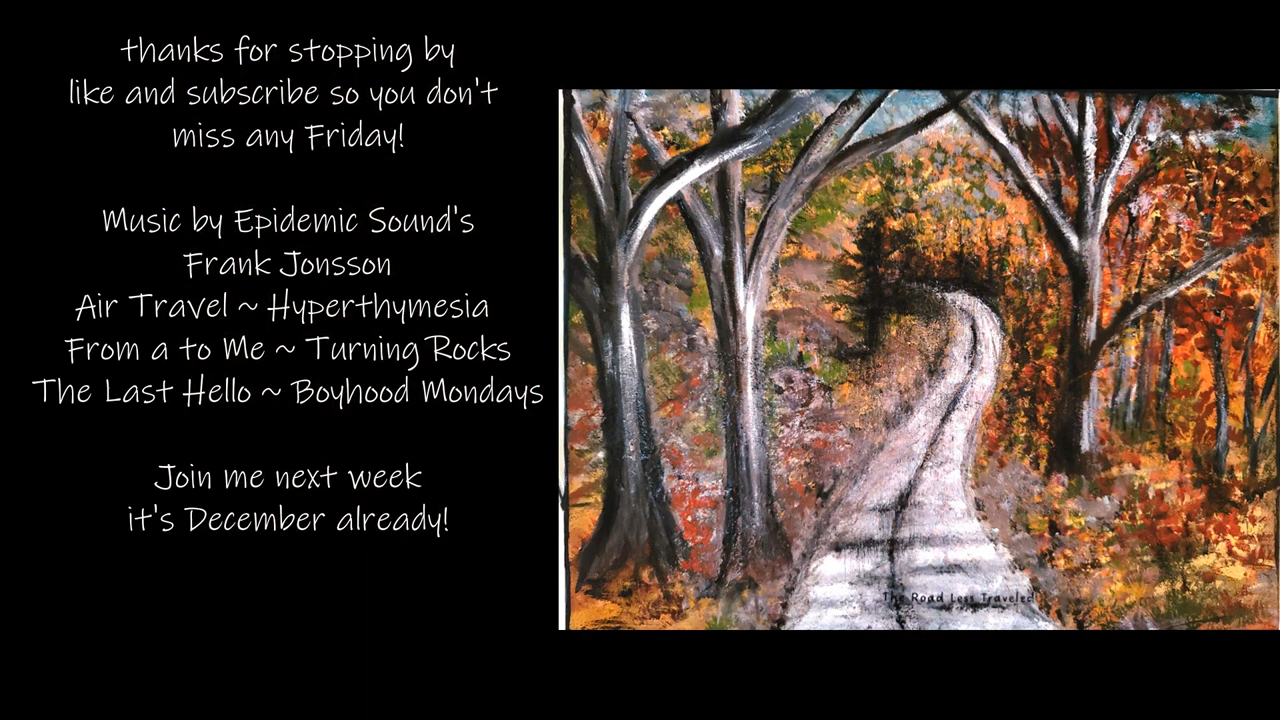 thanks for stopping by
like and subscribe so you don't
miss any Friday!
Music by Epidemic Sound's
Frank Jonsson
Air Travel ~ Hyperthymesia
From a to Me ~ Turning Rocks
The Last Hello ~ Boyhood Mondays
Join me next week
it's December already!
The Road Less Traveled